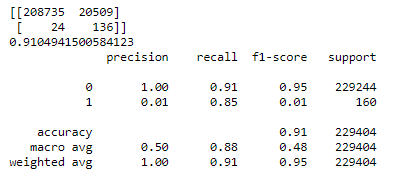 [[208735 20509]
[ 24 136]]
0.9104941500584123
precision recall f1-score support
0 1.00 0.91 0.95 229244
1 0.01 0.85 0.01 160
accuracy 0.91 229404
macro avg 0.50 0.88 0.48 229404
weighted avg 1.00 0.91 0.95 229404